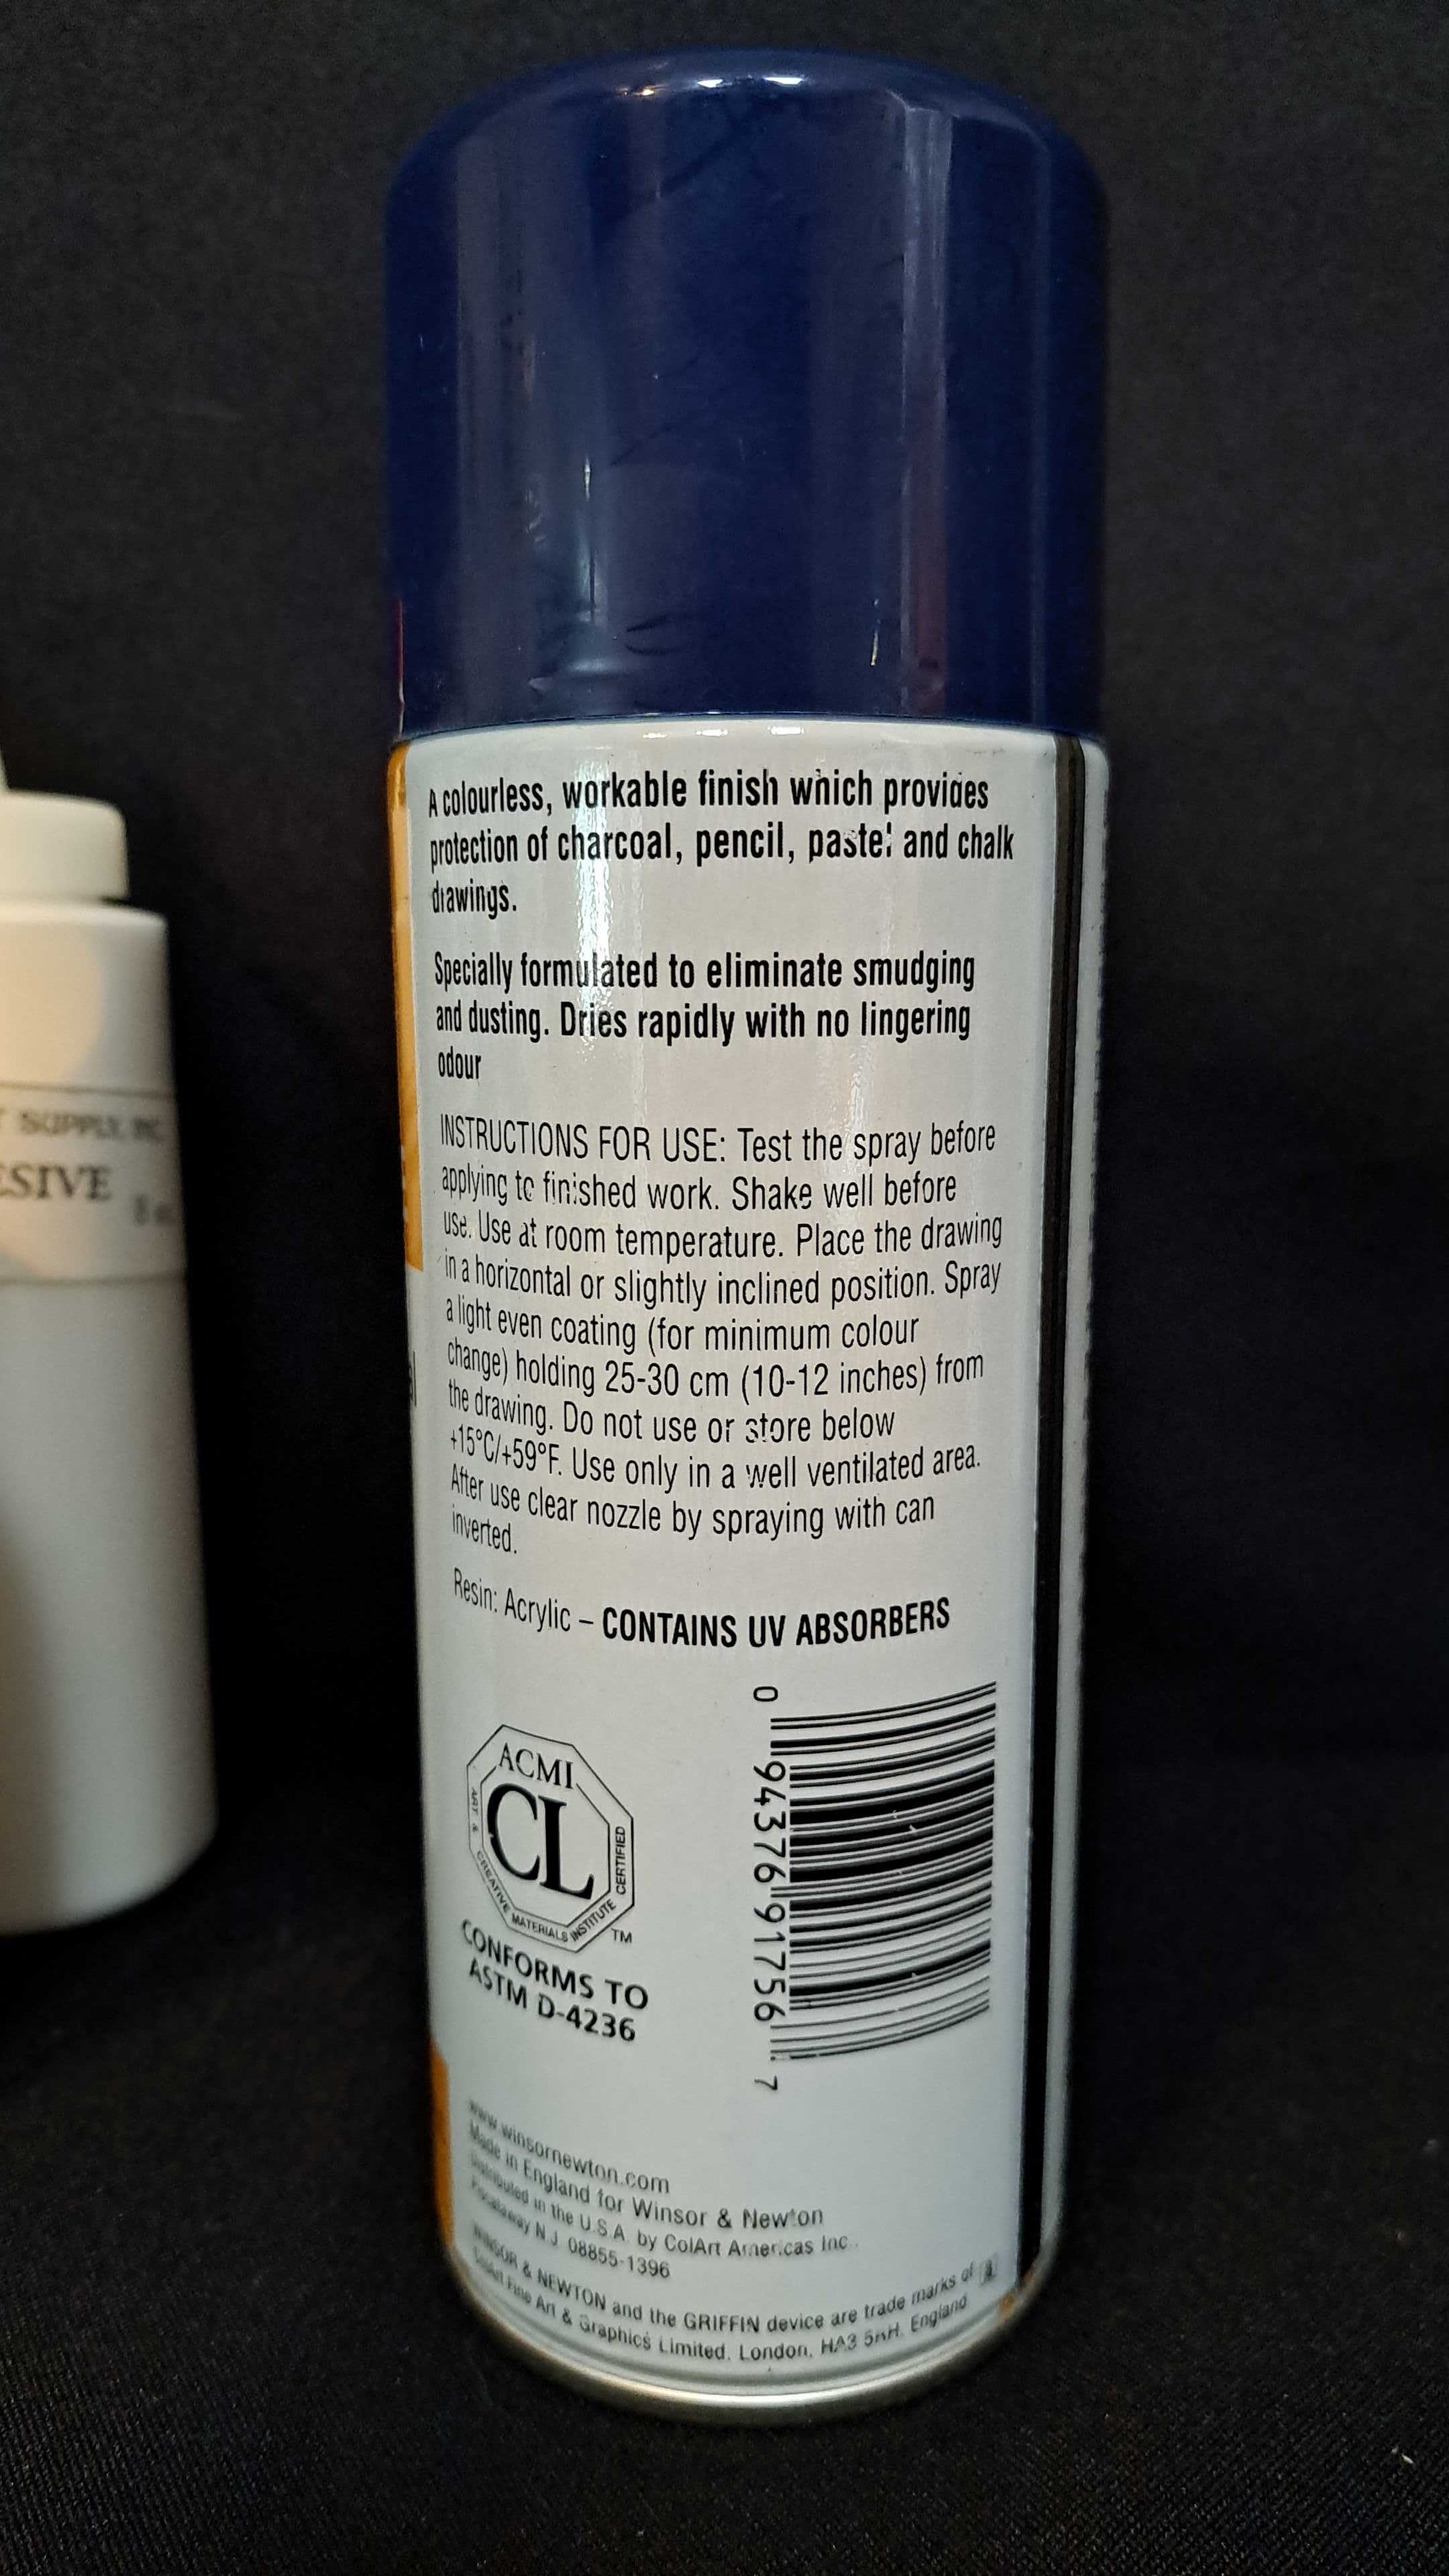 A colourless, workable finish which provides
protection of charcoal, pencil, pastel and chalk
drawings.
Specially formulated to eliminate smudging
and dusting. Dries rapidly with no lingering
odour
INSTRUCTIONS FOR USE: Test the spray before
applying to finished work. Shake well before
use. Use at room temperature. Place the drawing
in a horizontal or slightly inclined position. Spray
a light even coating (for minimum colour
change) holding 25-30 cm (10-12 inches) from
the drawing. Do not use or store below
+15°C/+59°F. Use only in a well ventilated area.
After use clear nozzle by spraying with can
inverted.
Resin: Acrylic – CONTAINS UV ABSORBERS
ACMI
CL
ART & CREATIVE MATERIALS INSTITUTE CERTIFIED
TM
CONFORMS TO
ASTM D-4236
0 94376 91756 7
www.winsornewton.com
Made in England for Winsor & Newton
Distributed in the U.S.A. by ColArt Americas Inc.
Piscataway N.J. 08855-1396
WINSOR & NEWTON and the GRIFFIN device are trade marks of
ColArt Fine Art & Graphics Limited, London, HA3 5RH, England
SUPPLY, INC
8